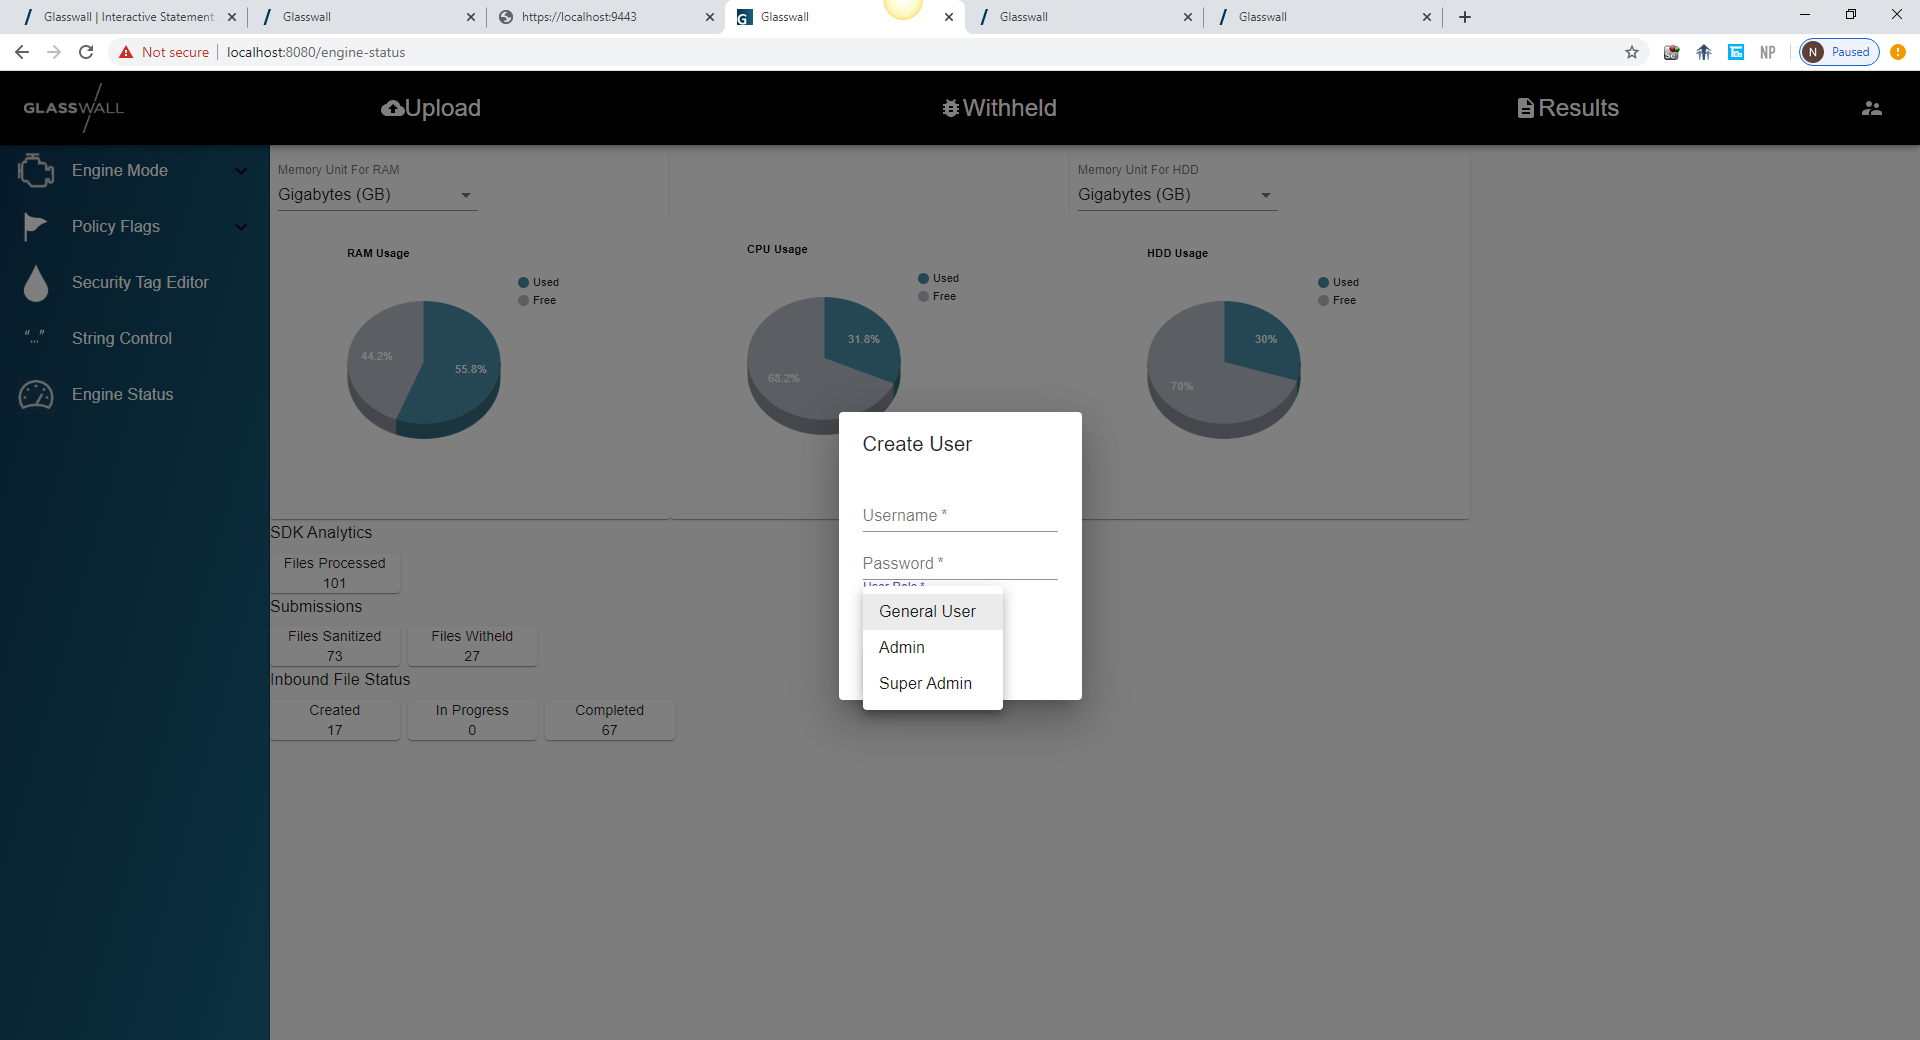 Glasswall | Interactive Statement
Glasswall
https://localhost:9443
Glasswall
Glasswall
Glasswall
Not secure
localhost:8080/engine-status
NP
N
Paused
GLASSWALL
Upload
Withheld
Results
Engine Mode
Policy Flags
Security Tag Editor
String Control
Engine Status
Memory Unit For RAM
Gigabytes (GB)
Memory Unit For HDD
Gigabytes (GB)
RAM Usage
Used
Free
44.2%
55.8%
CPU Usage
Used
Free
31.8%
68.2%
HDD Usage
Used
Free
30%
70%
Create User
Username *
Password *
User Role *
General User
Admin
Super Admin
SDK Analytics
Files Processed
101
Submissions
Files Sanitized
73
Files Witheld
27
Inbound File Status
Created
17
In Progress
0
Completed
67